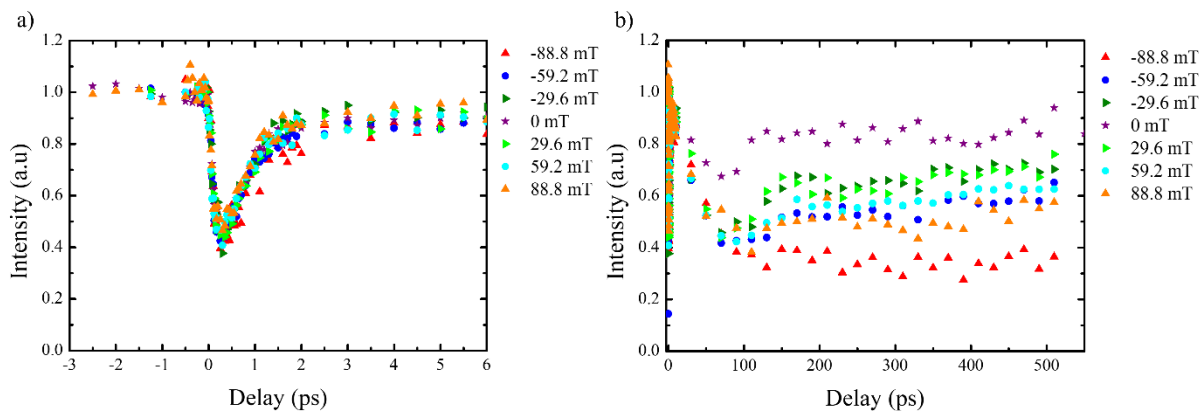 a)
1.2
1.0
0.8
0.6
0.4
0.2
0.0
Intensity (a.u)
-3 -2 -1 0 1 2 3 4 5 6
Delay (ps)
-88.8 mT
-59.2 mT
-29.6 mT
0 mT
29.6 mT
59.2 mT
88.8 mT
b)
1.2
1.0
0.8
0.6
0.4
0.2
0.0
Intensity (a.u)
0 100 200 300 400 500
Delay (ps)
-88.8 mT
-59.2 mT
-29.6 mT
0 mT
29.6 mT
59.2 mT
88.8 mT